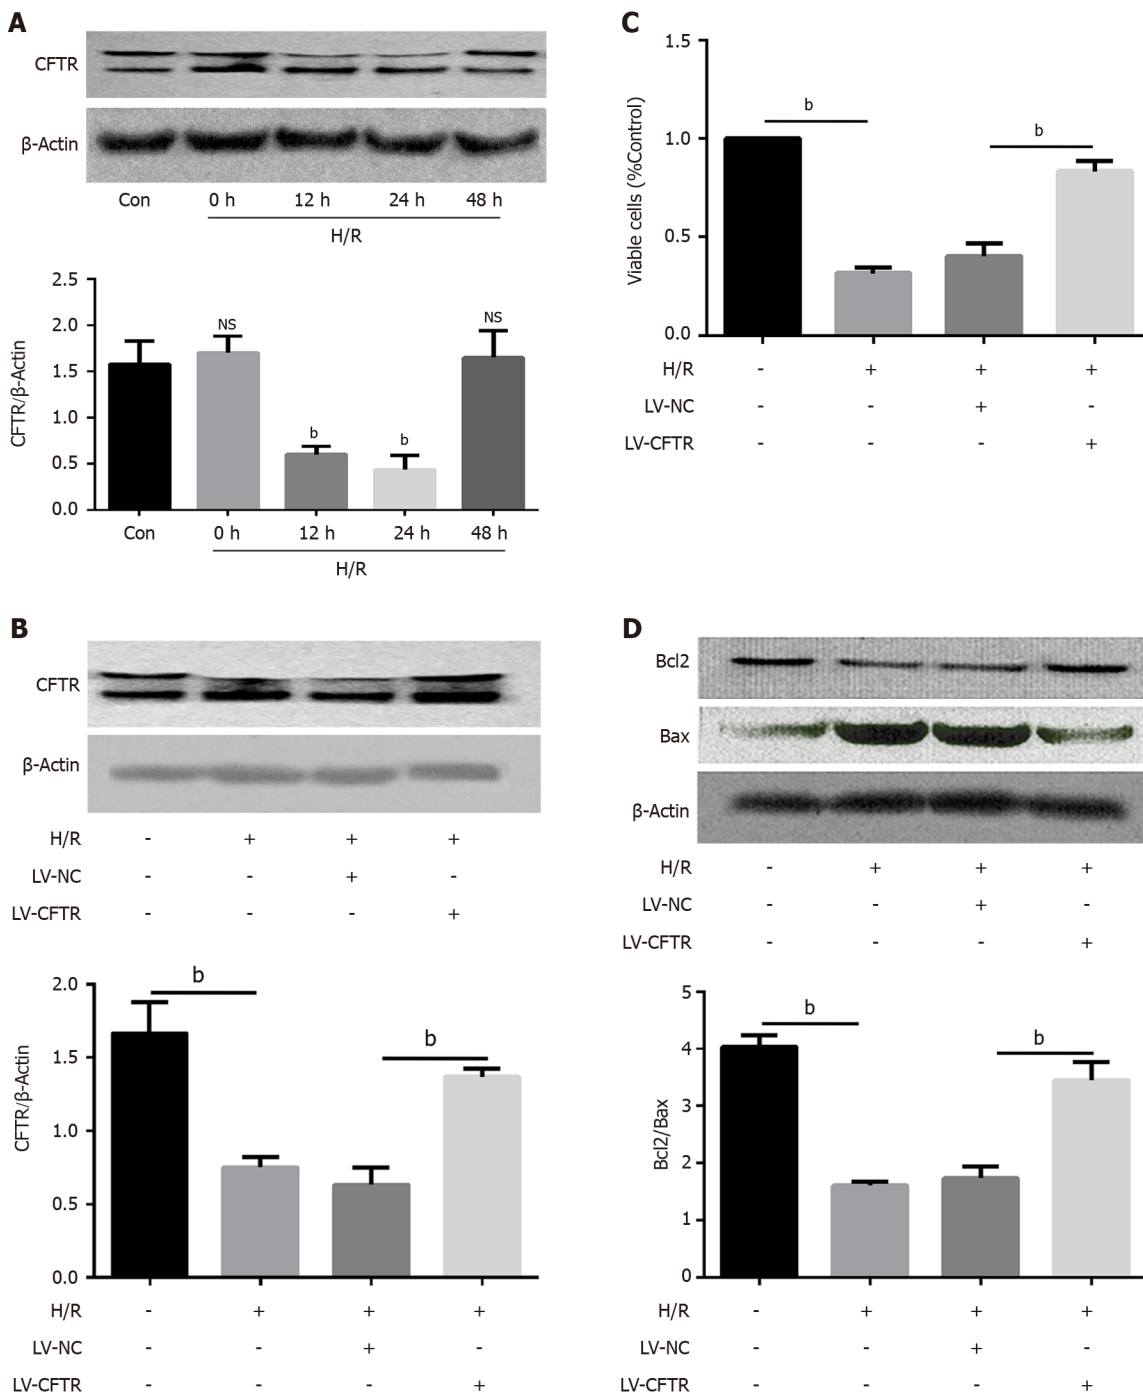 A
CFTR
β-Actin
Con 0 h 12 h 24 h 48 h
H/R
2.5
2.0
1.5
1.0
0.5
0.0
CFTR/β-Actin
NS
b
b
NS
Con 0 h 12 h 24 h 48 h
H/R
C
1.5
1.0
0.5
0.0
Viable cells (%Control)
b
b
H/R - + + +
LV-NC - - + -
LV-CFTR - - - +
B
CFTR
β-Actin
H/R - + + +
LV-NC - - + -
LV-CFTR - - - +
2.0
1.5
1.0
0.5
0.0
CFTR/β-Actin
b
b
H/R - + + +
LV-NC - - + -
LV-CFTR - - - +
D
Bcl2
Bax
β-Actin
H/R - + + +
LV-NC - - + -
LV-CFTR - - - +
5
4
3
2
1
0
Bcl2/Bax
b
b
H/R - + + +
LV-NC - - + -
LV-CFTR - - - +